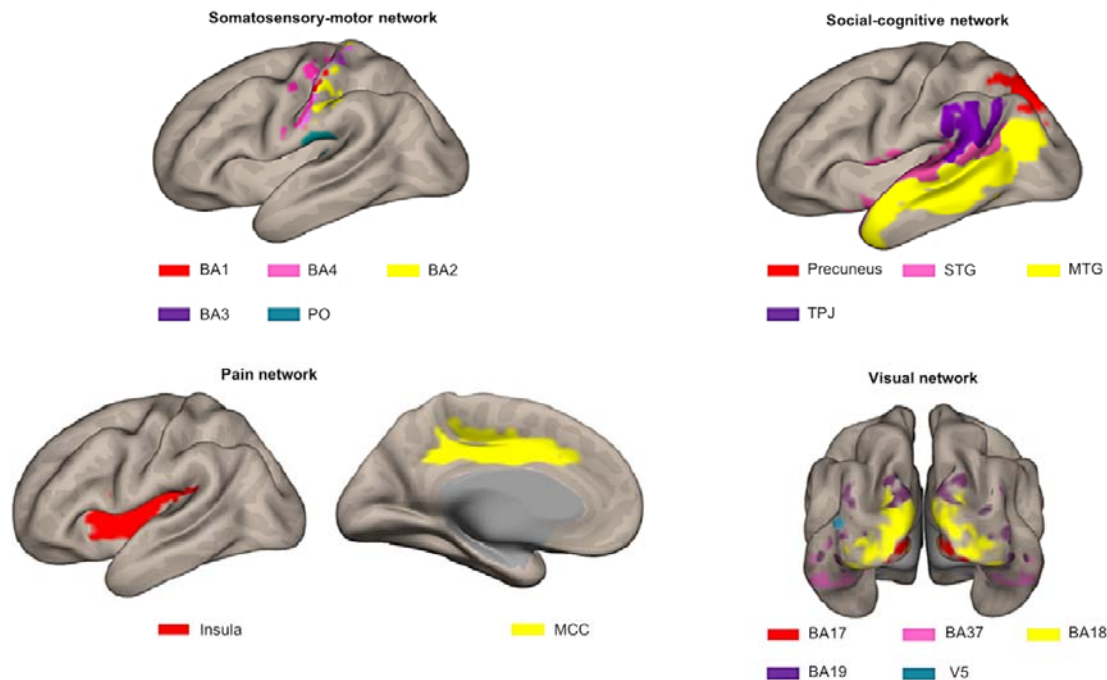 Somatosensory-motor network
BA1 BA4 BA2
BA3 PO
Social-cognitive network
Precuneus STG MTG
TPJ
Pain network
Insula MCC
Visual network
BA17 BA37 BA18
BA19 V5